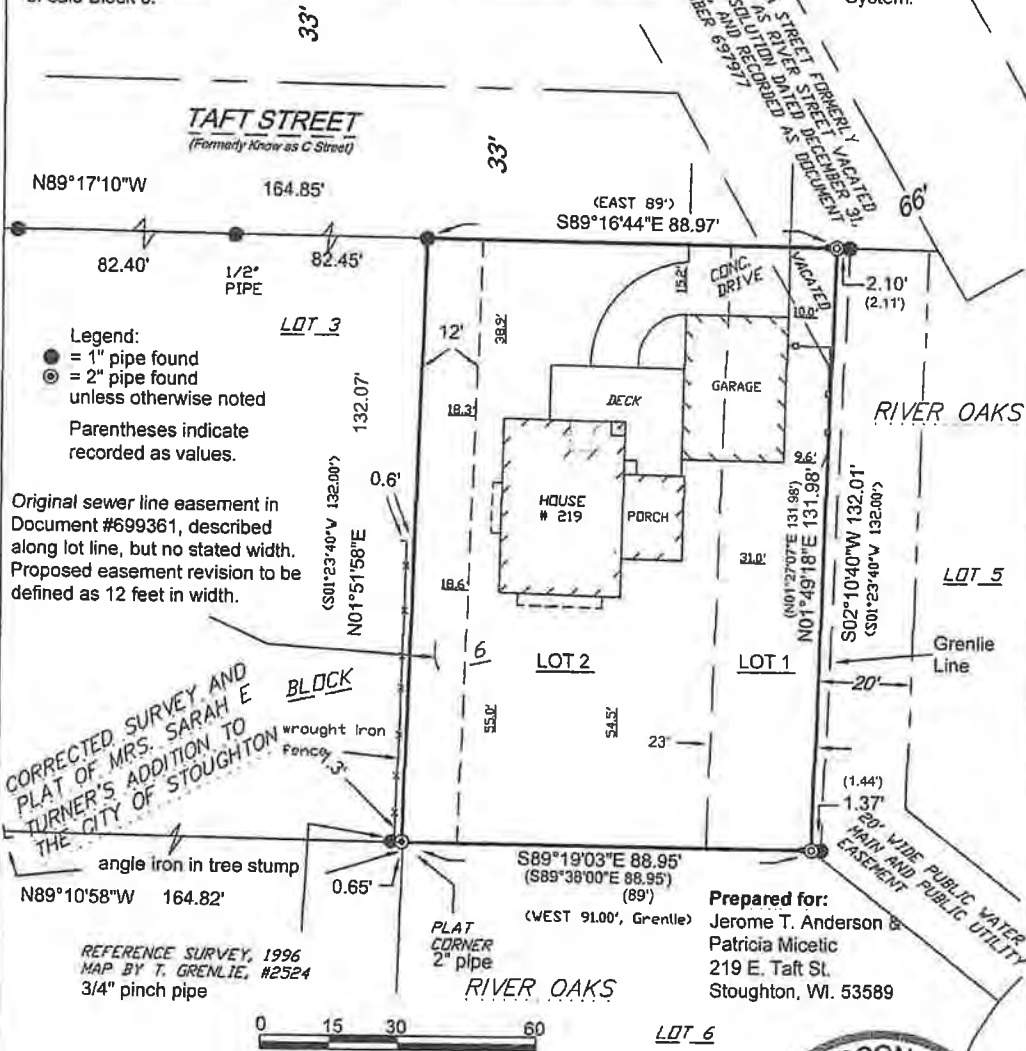 33'
TAFT STREET
(Formerly Know as C Street)
33'
STREET FORMERLY
AS RIVER STREET VACATED
SOLUTION DATED DECEMBER 31,
AND RECORDED AS DOCUMENT
BER 697977
66'
N89°17'10"W
164.85'
(EAST 89')
S89°16'44"E 88.97'
82.40'
1/2"
PIPE
82.45'
2.10'
(2.11')
Legend:
= 1" pipe found
= 2" pipe found
unless otherwise noted
Parentheses indicate
recorded as values.
LOT 3
12'
38.9'
15.2'
CONC.
DRIVE
VACATED
10.0'
GARAGE
DECK
18.3'
132.07'
(S01°23'40"W 132.00')
N01°51'58"E
0.6'
RIVER OAKS
9.6'
HOUSE
# 219
PORCH
31.0'
(N01°27'07"E 131.98')
N01°49'18"E 131.98'
S02°10'40"W 132.01'
(S01°23'40"W 132.00')
LOT 5
Original sewer line easement in
Document #699361, described
along lot line, but no stated width.
Proposed easement revision to be
defined as 12 feet in width.
18.6'
6
BLOCK
LOT 2
LOT 1
Grenlie
Line
20'
55.0'
54.5'
23'
CORRECTED SURVEY AND
PLAT OF MRS. SARAH E
TURNER'S ADDITION TO
THE CITY OF STOUGHTON
wrought iron
fence
(1.44')
1.37'
20' WIDE PUBLIC WATER
MAIN AND PUBLIC UTILITY
EASEMENT
angle iron in tree stump
N89°10'58"W 164.82'
0.65'
S89°19'03"E 88.95'
(S89°38'00"E 88.95')
(89')
(WEST 91.00', Grenlie)
REFERENCE SURVEY, 1996
MAP BY T. GRENLIE, #2524
3/4" pinch pipe
PLAT
CORNER
2" pipe
RIVER OAKS
Prepared for:
Jerome T. Anderson &
Patricia Micetic
219 E. Taft St.
Stoughton, WI. 53589
0 15 30 60
LOT 6